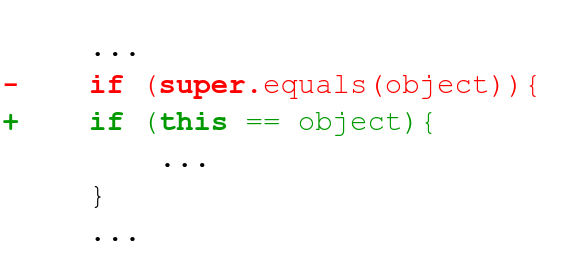 ...
-    if (super.equals(object)){
+    if (this == object){
...
}
...